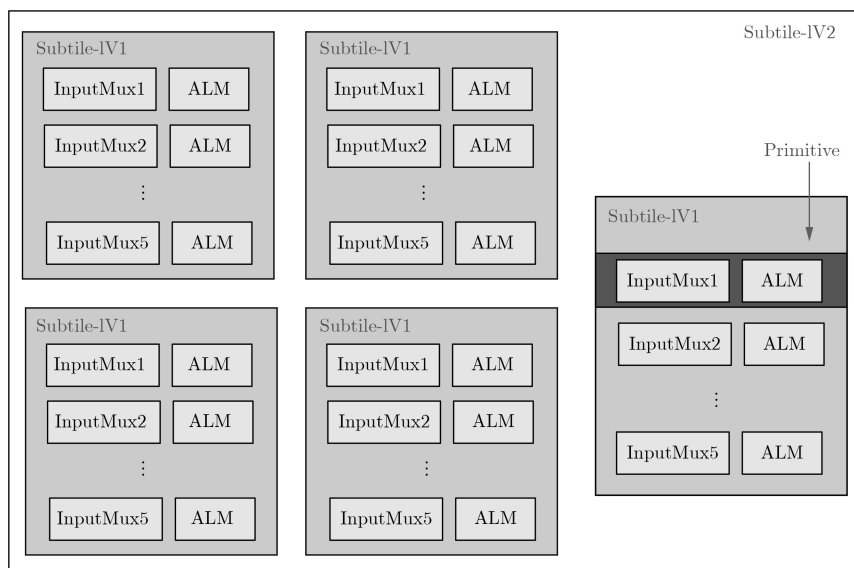 Subtile-lV2
Subtile-lV1
InputMux1 ALM
InputMux2 ALM
⋮
InputMux5 ALM
Subtile-lV1
InputMux1 ALM
InputMux2 ALM
⋮
InputMux5 ALM
Subtile-lV1
InputMux1 ALM
InputMux2 ALM
⋮
InputMux5 ALM
Subtile-lV1
InputMux1 ALM
InputMux2 ALM
⋮
InputMux5 ALM
Primitive
Subtile-lV1
InputMux1 ALM
InputMux2 ALM
⋮
InputMux5 ALM